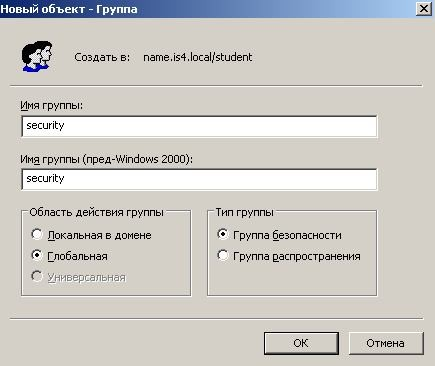 Новый объект - Группа
Создать в: name.is4.local/student
Имя группы:
security
Имя группы (пред-Windows 2000):
security
Область действия группы
Локальная в домене
Глобальная
Универсальная
Тип группы
Группа безопасности
Группа распространения
OK
Отмена